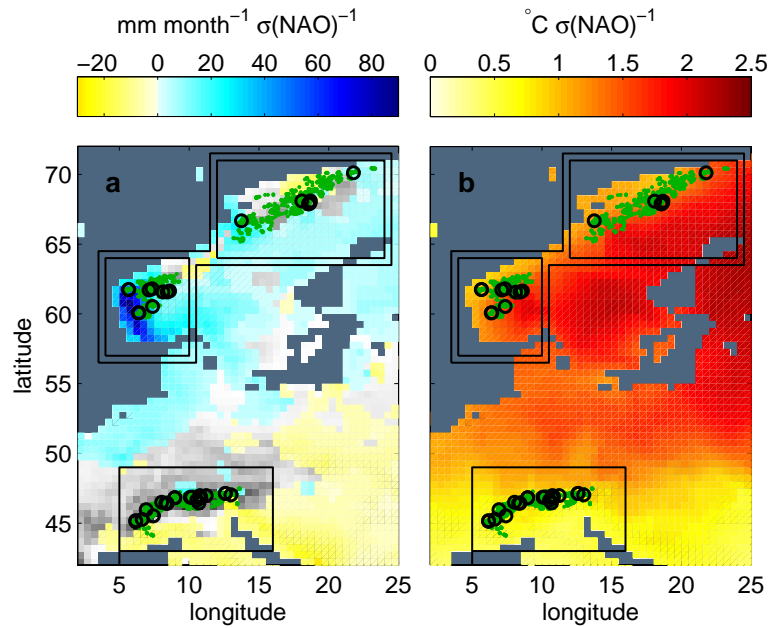 mm month⁻¹ σ(NAO)⁻¹
−20 0 20 40 60 80
°C σ(NAO)⁻¹
0 0.5 1 1.5 2 2.5
a
b
70
65
60
55
50
45
latitude
5 10 15 20 25
longitude
5 10 15 20 25
longitude